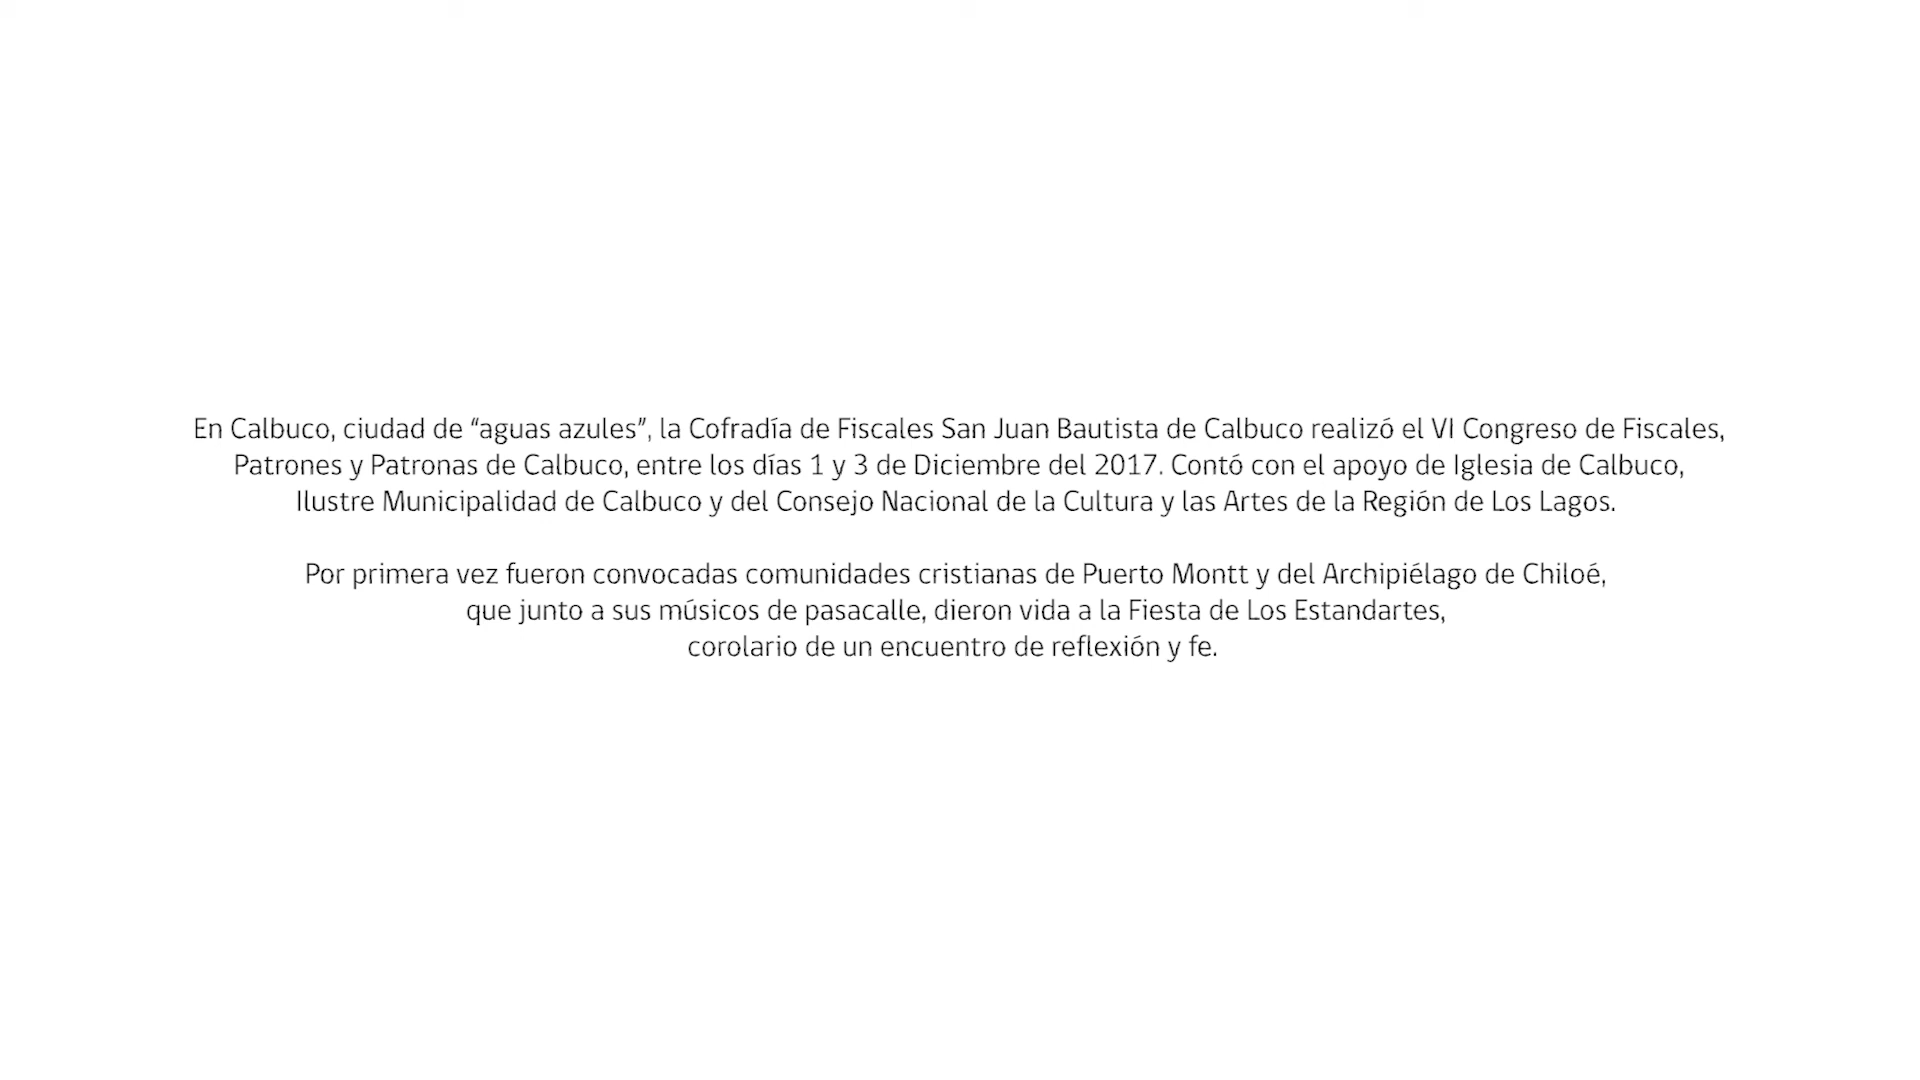 En Calbuco, ciudad de “aguas azules”, la Cofradía de Fiscales San Juan Bautista de Calbuco realizó el VI Congreso de Fiscales,
Patrones y Patronas de Calbuco, entre los días 1 y 3 de Diciembre del 2017. Contó con el apoyo de Iglesia de Calbuco,
Ilustre Municipalidad de Calbuco y del Consejo Nacional de la Cultura y las Artes de la Región de Los Lagos.
Por primera vez fueron convocadas comunidades cristianas de Puerto Montt y del Archipiélago de Chiloé,
que junto a sus músicos de pasacalle, dieron vida a la Fiesta de Los Estandartes,
corolario de un encuentro de reflexión y fe.